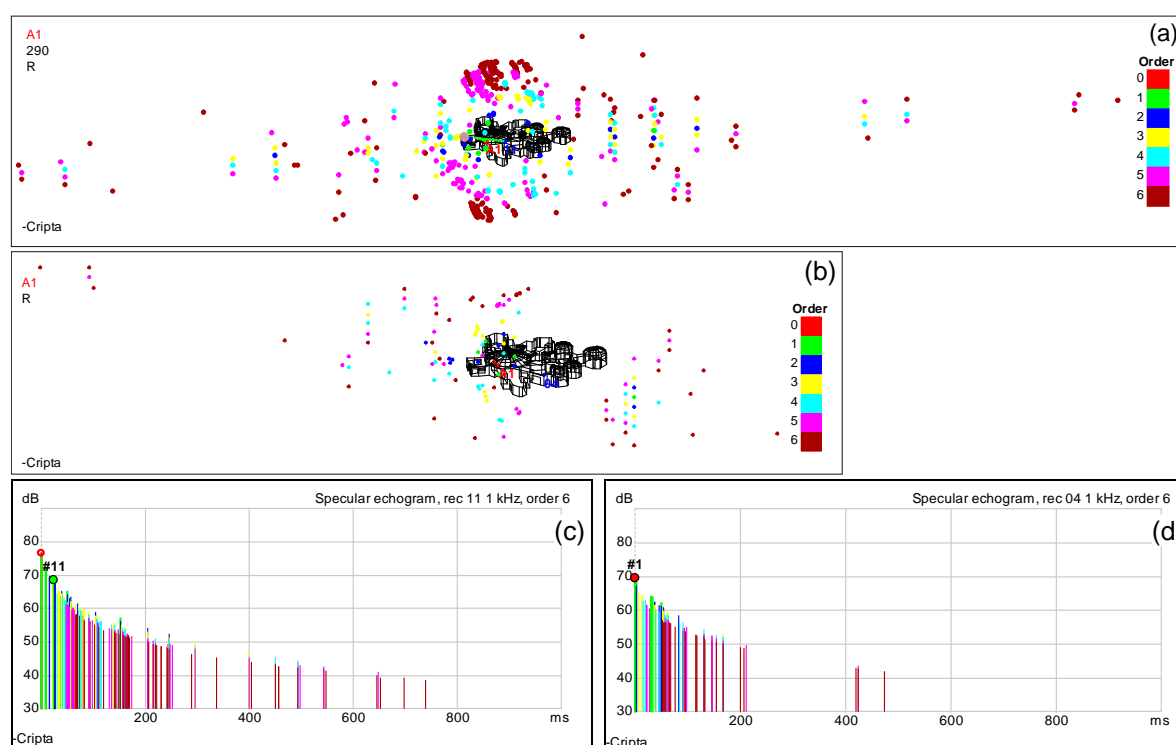 A1
290
R
(a)
Order
0
1
2
3
4
5
6
-Cripta
A1
R
(b)
Order
0
1
2
3
4
5
6
-Cripta
dB
Specular echogram, rec 11 1 kHz, order 6
(c)
80
#11
70
60
50
40
30
200
400
600
800
ms
-Cripta
dB
Specular echogram, rec 04 1 kHz, order 6
(d
80
#1
70
60
50
40
30
200
400
600
800
ms
-Cripta